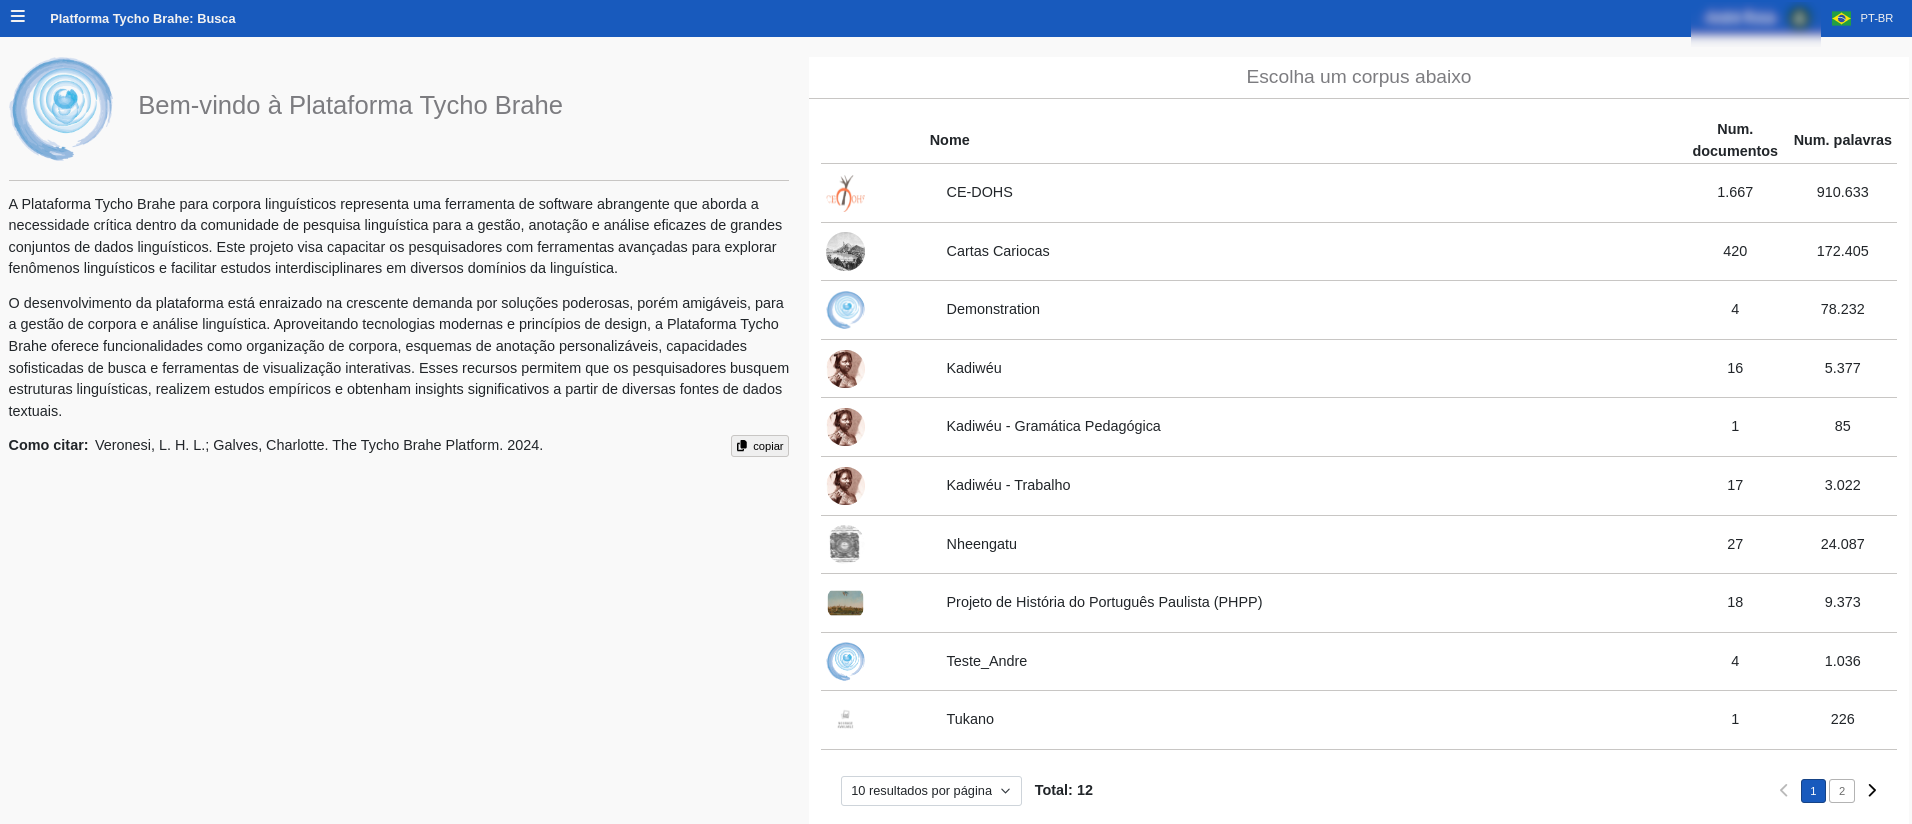 Platforma Tycho Brahe: Busca
PT-BR
Bem-vindo à Plataforma Tycho Brahe
A Plataforma Tycho Brahe para corpora linguísticos representa uma ferramenta de software abrangente que aborda a
necessidade crítica dentro da comunidade de pesquisa linguística para a gestão, anotação e análise eficazes de grandes
conjuntos de dados linguísticos. Este projeto visa capacitar os pesquisadores com ferramentas avançadas para explorar
fenômenos linguísticos e facilitar estudos interdisciplinares em diversos domínios da linguística.
O desenvolvimento da plataforma está enraizado na crescente demanda por soluções poderosas, porém amigáveis, para
a gestão de corpora e análise linguística. Aproveitando tecnologias modernas e princípios de design, a Plataforma Tycho
Brahe oferece funcionalidades como organização de corpora, esquemas de anotação personalizáveis, capacidades
sofisticadas de busca e ferramentas de visualização interativas. Esses recursos permitem que os pesquisadores busquem
estruturas linguísticas, realizem estudos empíricos e obtenham insights significativos a partir de diversas fontes de dados
textuais.
Como citar: Veronesi, L. H. L.; Galves, Charlotte. The Tycho Brahe Platform. 2024.
copiar
Escolha um corpus abaixo
Nome Num. documentos Num. palavras
CE-DOHS 1.667 910.633
Cartas Cariocas 420 172.405
Demonstration 4 78.232
Kadiwéu 16 5.377
Kadiwéu - Gramática Pedagógica 1 85
Kadiwéu - Trabalho 17 3.022
Nheengatu 27 24.087
Projeto de História do Português Paulista (PHPP) 18 9.373
Teste_Andre 4 1.036
Tukano 1 226
10 resultados por página Total: 12 1 2